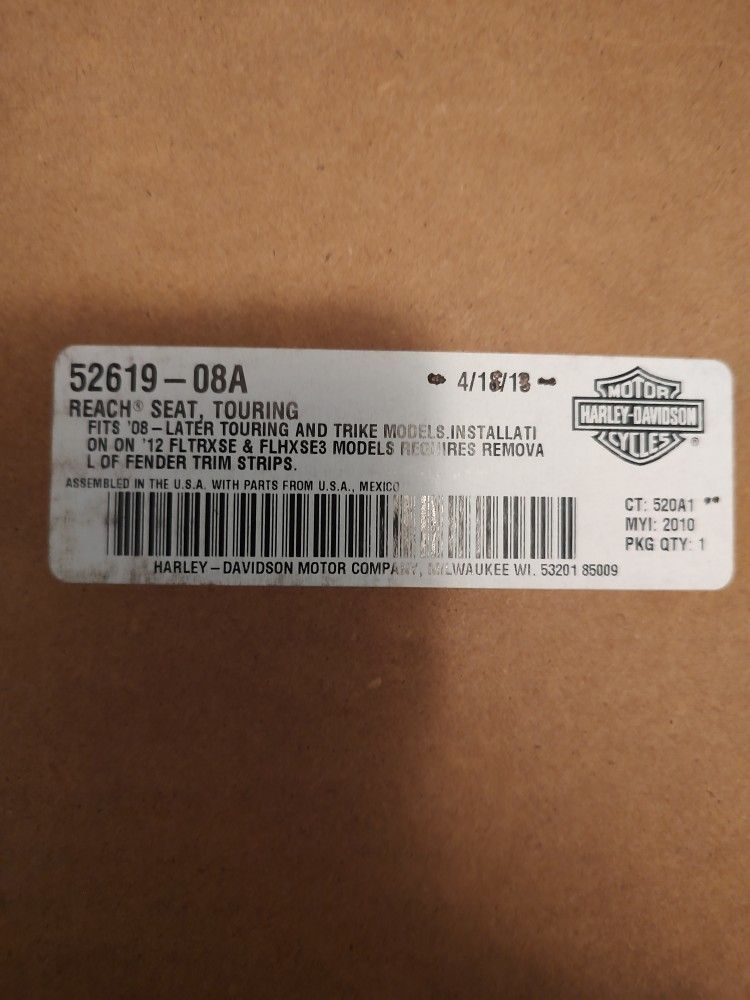 52619-08A
4/18/13
REACH® SEAT, TOURING
FITS '08-LATER TOURING AND TRIKE MODELS.INSTALLATI
ON ON '12 FLTRXSE & FLHXSE3 MODELS REQUIRES REMOVA
L OF FENDER TRIM STRIPS.
ASSEMBLED IN THE U.S.A. WITH PARTS FROM U.S.A., MEXICO
MOTOR
HARLEY-DAVIDSON
CYCLES
®
CT: 520A1 **
MYI: 2010
PKG QTY: 1
HARLEY-DAVIDSON MOTOR COMPANY, MILWAUKEE WI. 53201 85009